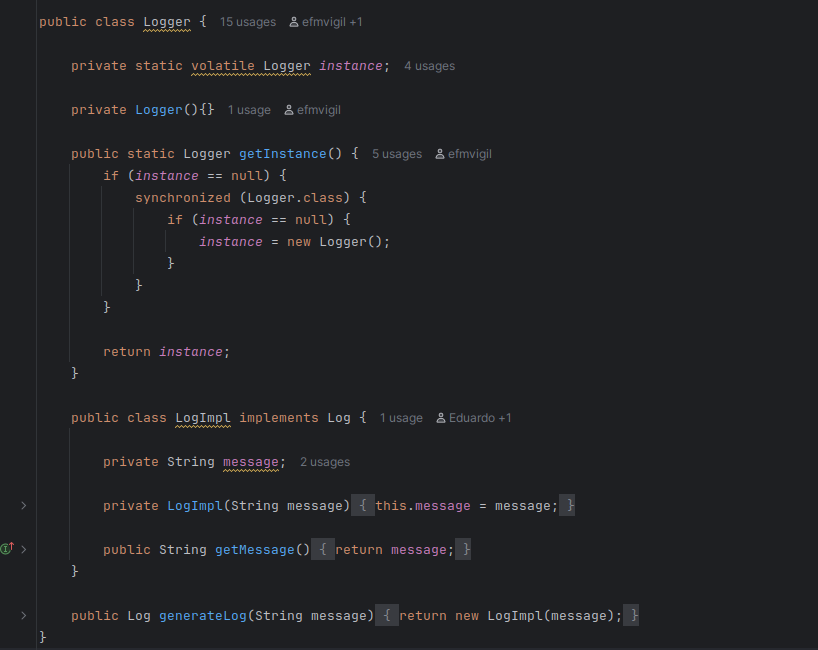 public class Logger {  15 usages  efmvigil +1
private static volatile Logger instance;  4 usages
private Logger(){}  1 usage  efmvigil
public static Logger getInstance() {  5 usages  efmvigil
if (instance == null) {
synchronized (Logger.class) {
if (instance == null) {
instance = new Logger();
}
}
}
return instance;
}
public class LogImpl implements Log {  1 usage  Eduardo +1
private String message;  2 usages
private LogImpl(String message) { this.message = message; }
public String getMessage() { return message; }
}
public Log generateLog(String message) { return new LogImpl(message); }
}